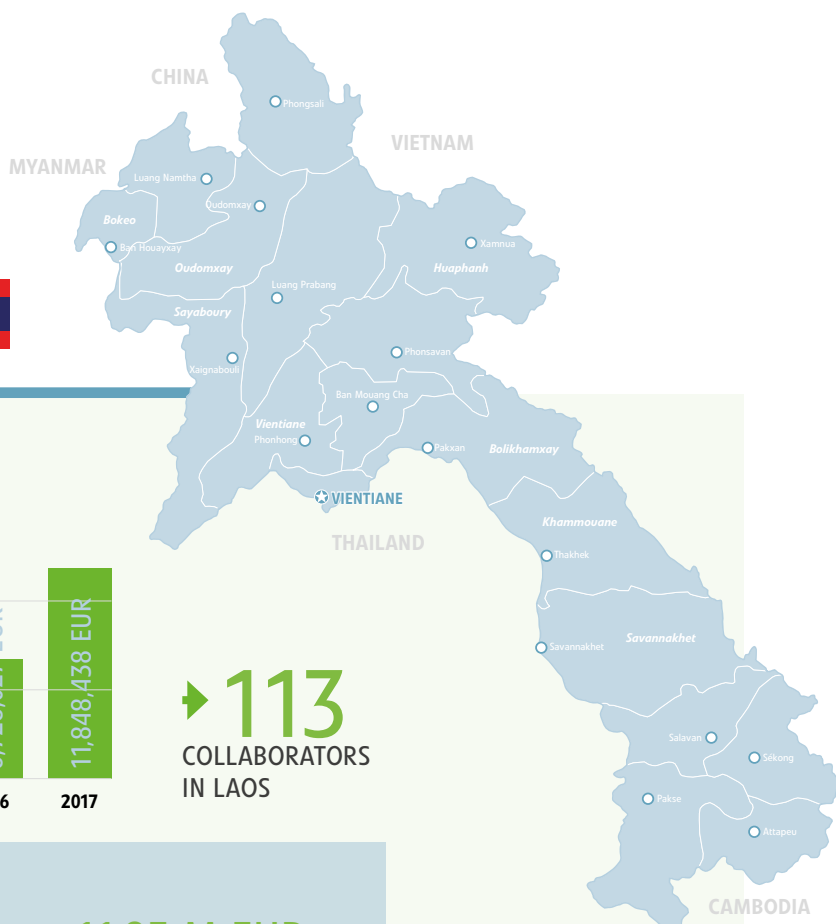 CHINA
Phongsali
VIETNAM
MYANMAR
Luang Namtha
Oudomxay
Bokeo
Xamnua
Ban Houayxay
Oudomxay
Huaphanh
Luang Prabang
Sayaboury
Phonsavan
Xaignabouli
Ban Mouang Cha
Vientiane
Phonhong
Pakxan
Bolikhamxay
VIENTIANE
Khammouane
THAILAND
Thakhek
Savannakhet
Savannakhet
11,848,438 EUR
2017
113
COLLABORATORS
IN LAOS
Salavan
Sékong
Pakse
Attapeu
CAMBODIA